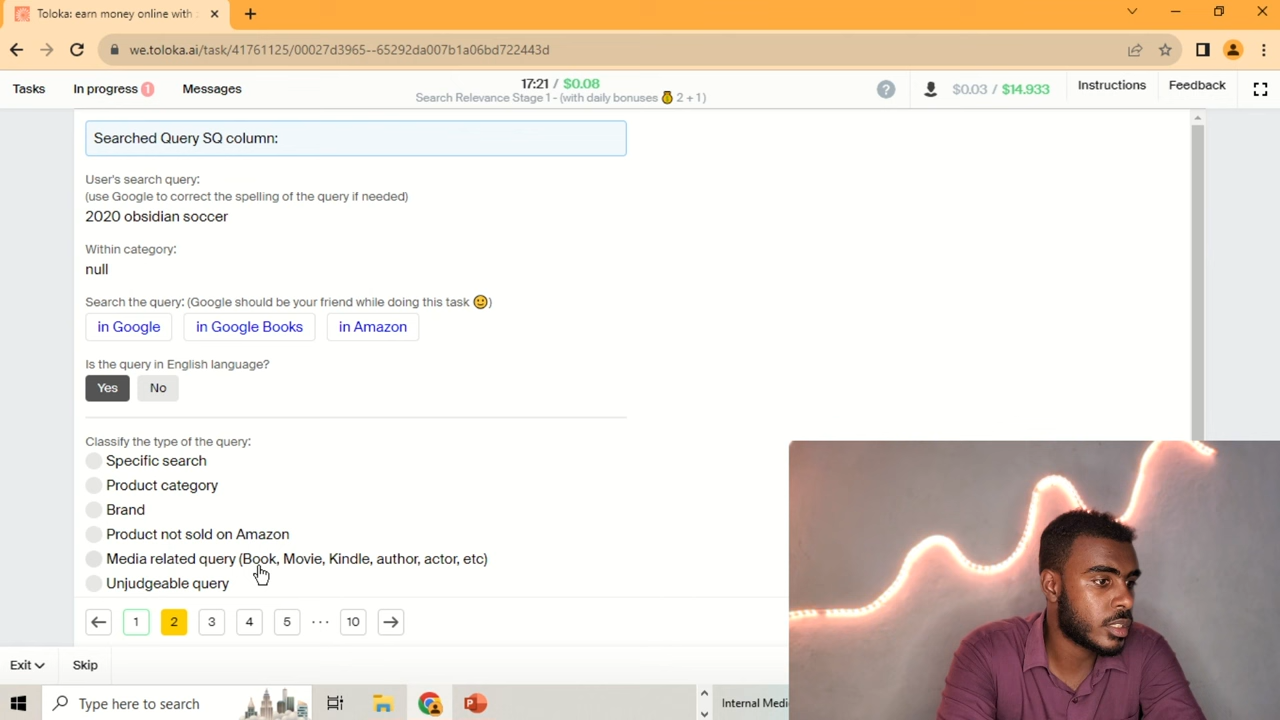 Toloka: earn money online with
we.toloka.ai/task/41761125/00027d3965--65292da007b1a06bd722443d
Tasks
In progress 1
Messages
17:21 / $0.08
Search Relevance Stage 1 - (with daily bonuses 💰 2 + 1)
$0.03 / $14.933
Instructions
Feedback
Searched Query SQ column:
User's search query:
(use Google to correct the spelling of the query if needed)
2020 obsidian soccer
Within category:
null
Search the query: (Google should be your friend while doing this task 🙂)
in Google in Google Books in Amazon
Is the query in English language?
Yes No
Classify the type of the query:
Specific search
Product category
Brand
Product not sold on Amazon
Media related query (Book, Movie, Kindle, author, actor, etc)
Unjudgeable query
1 2 3 4 5 ··· 10
Exit Skip
Type here to search
Internal Medi